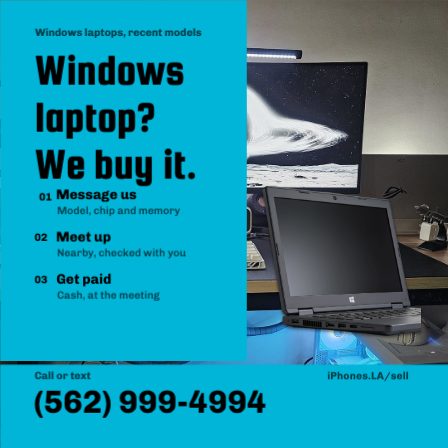 Windows laptops, recent models
Windows
laptop?
We buy it.
01 Message us
Model, chip and memory
02 Meet up
Nearby, checked with you
03 Get paid
Cash, at the meeting
Call or text
iPhones.LA/sell
(562) 999-4994